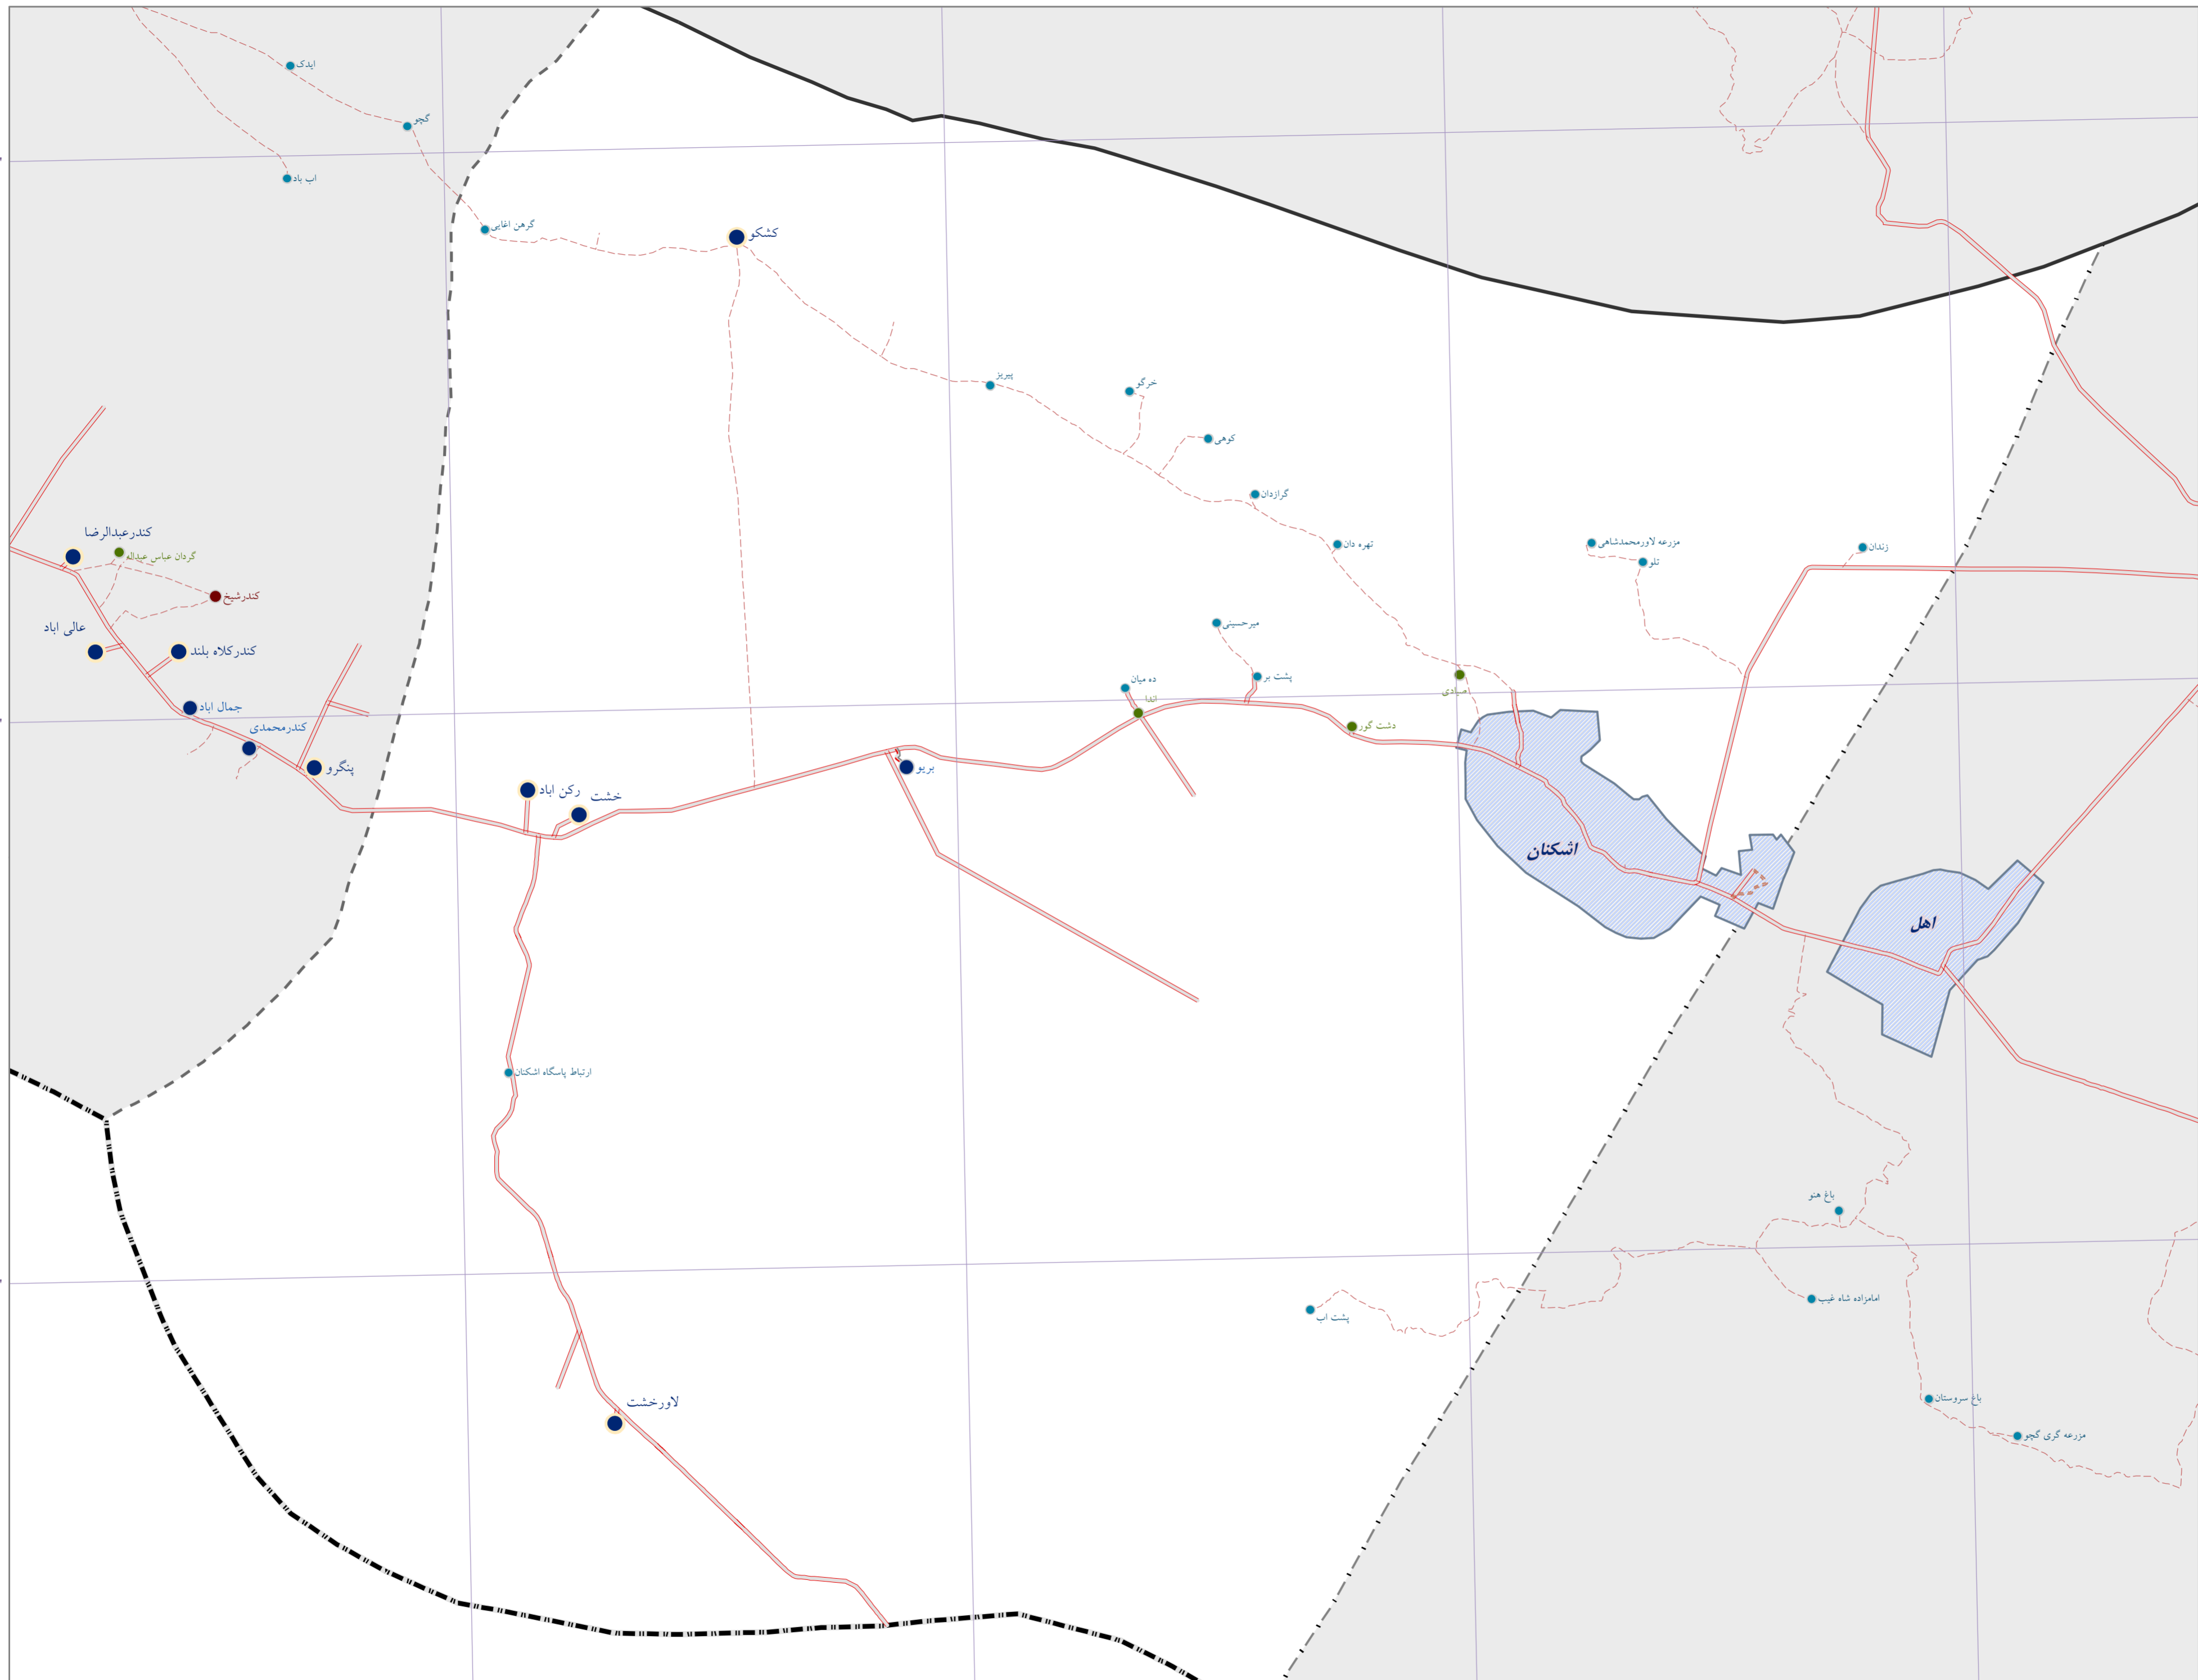 ایدک
گچو
اب باد
گرهن اغایی
کشکو
پیریز
خرگو
کوهی
گرازدان
تهره دان
مزرعه لاورمحمدشاهی
تلو
زندان
کندرعبدالرضا
گردان عباس عبداله
کندرشیخ
عالی اباد
کندرکلاه بلند
میرحسینی
پشت بر
ده میان
اندا
جمال اباد
کندرمحمدی
دشت گور
پنگرو
بریو
رکن اباد
خشت
اشکنان
اهل
ارتباط پاسگاه اشکنان
باغ هنو
امامزاده شاه غیب
پشت اب
لاورخشت
باغ سروستان
مزرعه گری گچو